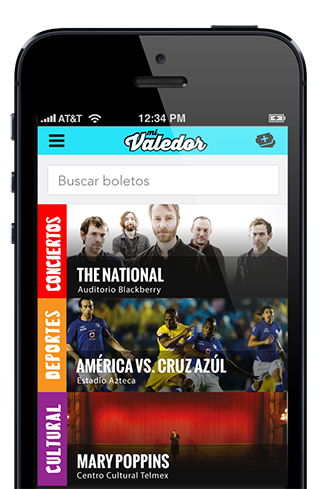 AT&T 12:34 PM
mi
Valedor
Buscar boletos
CONCIERTOS
THE NATIONAL
Auditorio Blackberry
DEPORTES
AMÉRICA VS. CRUZ AZÚL
Estadio Azteca
CULTURAL
MARY POPPINS
Centro Cultural Telmex